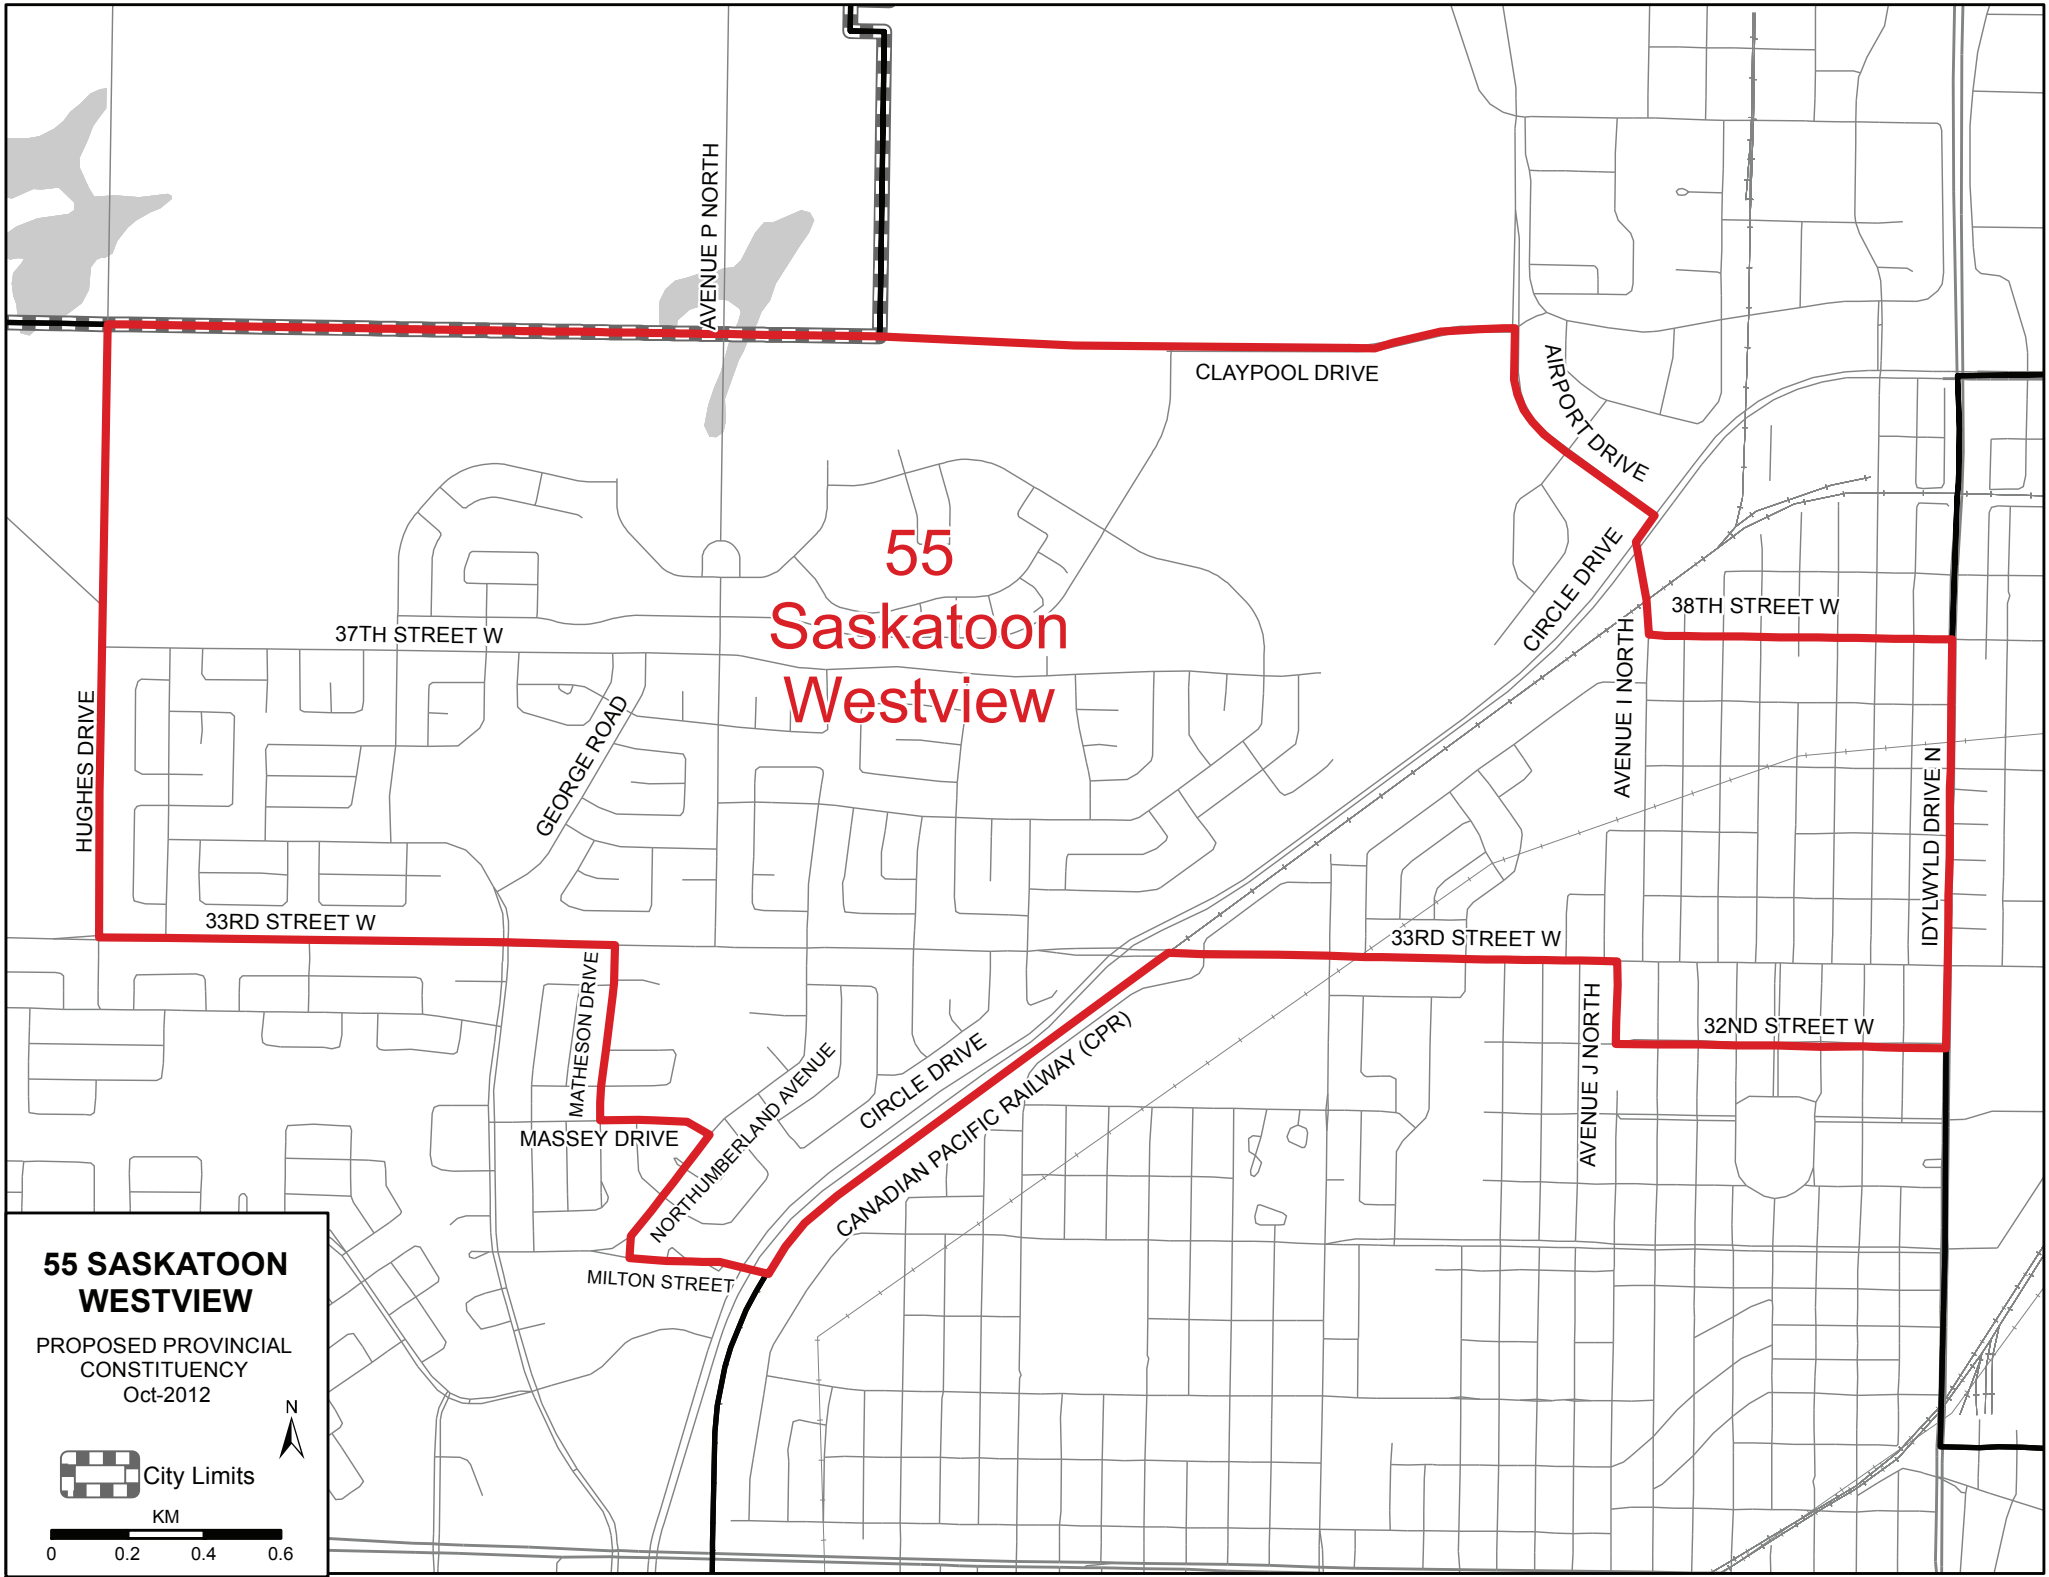 AVENUE P NORTH
CLAYPOOL DRIVE
AIRPORT DRIVE
CIRCLE DRIVE
38TH STREET W
AVENUE I NORTH
55
Saskatoon
Westview
37TH STREET W
HUGHES DRIVE
GEORGE ROAD
IDYLWYLD DRIVE N
33RD STREET W
33RD STREET W
MATHESON DRIVE
AVENUE J NORTH
32ND STREET W
MASSEY DRIVE
NORTHUMBERLAND AVENUE
CIRCLE DRIVE
CANADIAN PACIFIC RAILWAY (CPR)
MILTON STREET
55 SASKATOON
WESTVIEW
PROPOSED PROVINCIAL
CONSTITUENCY
Oct-2012
N
City Limits
KM
0 0.2 0.4 0.6